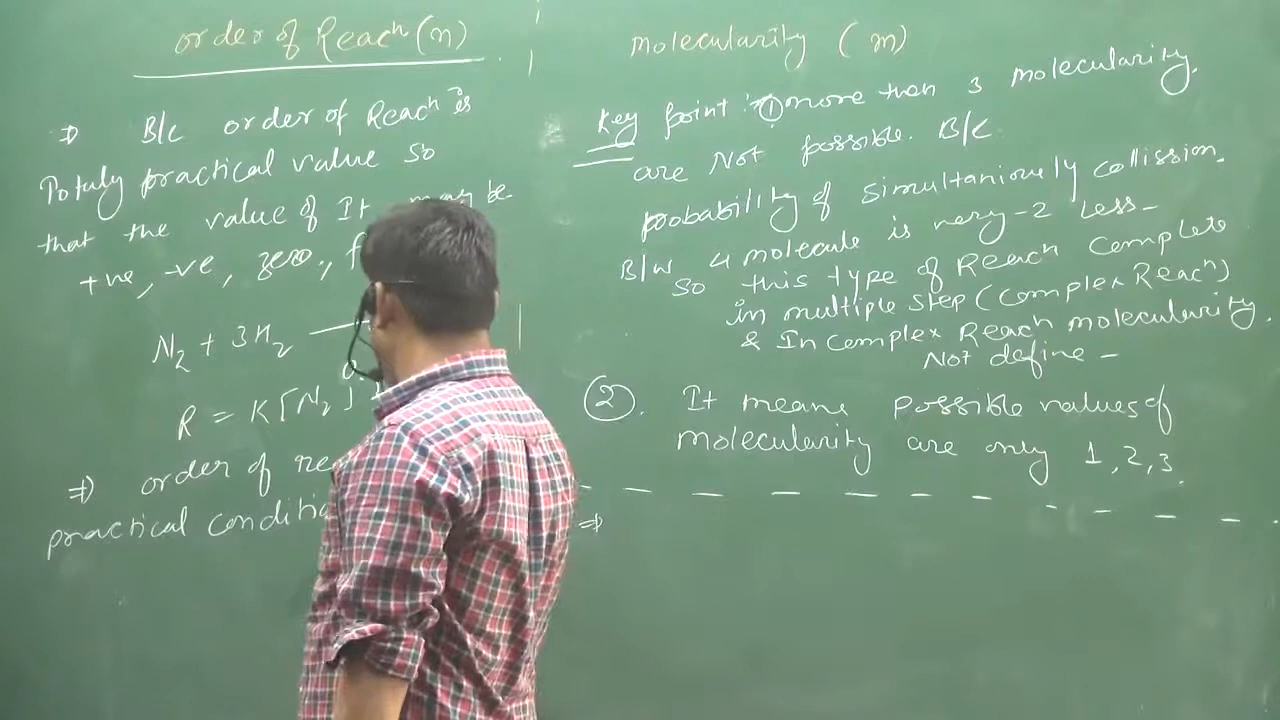 order of Reacⁿ (n)
⇒ B/c order of Reacⁿ is
Totaly practical value so
that the value of It may be
+ve, -ve, zero,
N₂ + 3H₂
R = K[N₂]
⇒ order of
practical
molecularity (m)
Key point : ① more than 3 molecularity.
are Not possible. B/c
probability of simultaniously collission
B/w 4 molecule is very-2 less-
so this type of Reacⁿ complete
in multiple step (complex Reacⁿ)
& In complex Reacⁿ molecularity.
Not define -
② . It means possible values of
molecularity are only 1, 2, 3.
⇒